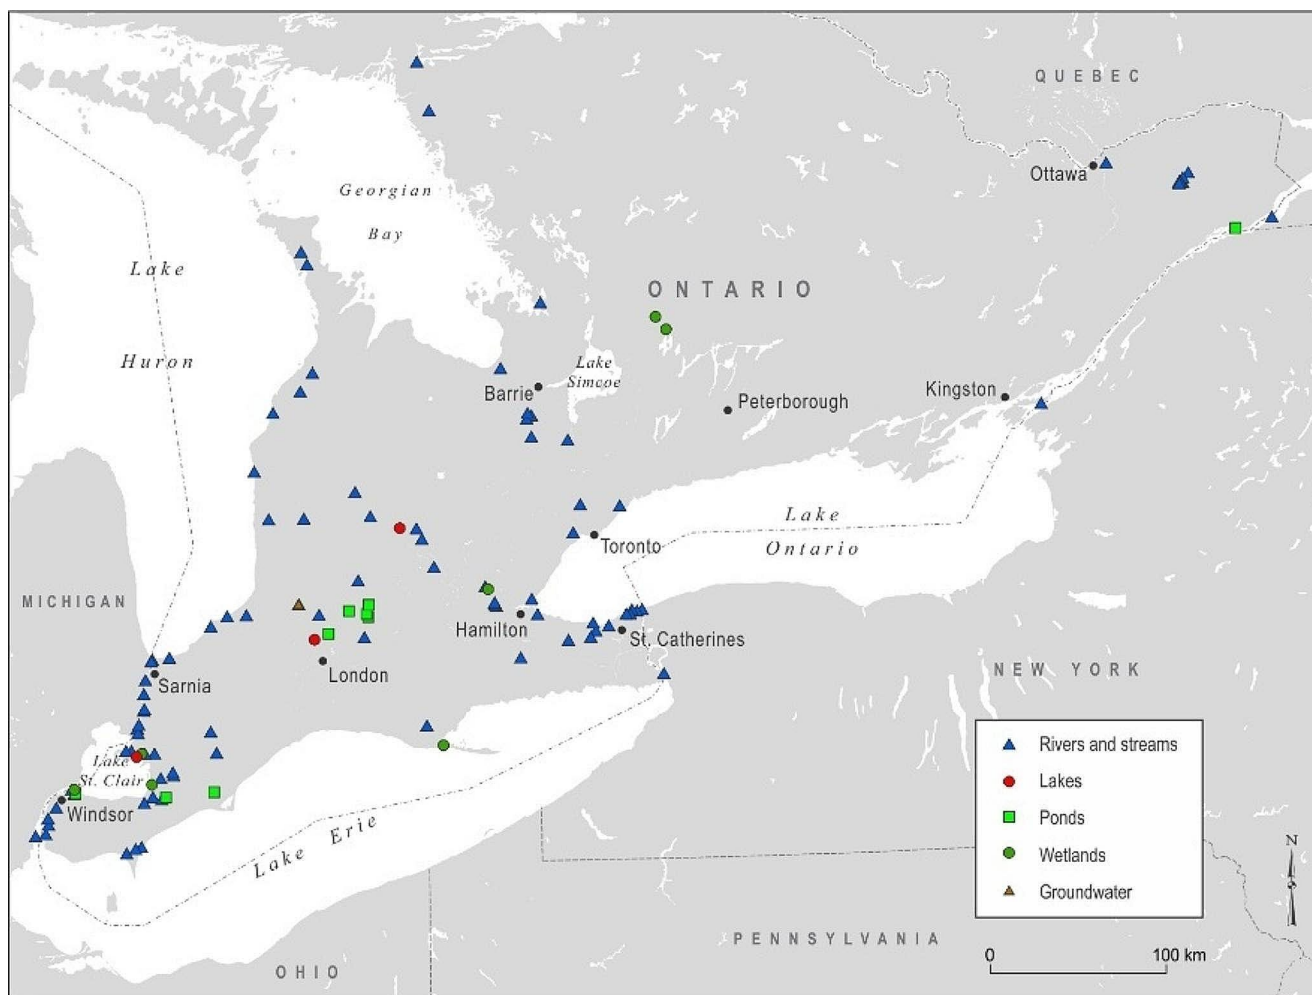 QUEBEC
Ottawa
Georgian
Bay
Lake
Huron
ONTARIO
Lake
Simcoe
Barrie
Peterborough
Kingston
Lake
Ontario
Toronto
MICHIGAN
Hamilton
St. Catherines
London
Sarnia
NEW YORK
Lake
St. Clair
Windsor
Lake Erie
Rivers and streams
Lakes
Ponds
Wetlands
Groundwater
N
PENNSYLVANIA
0 100 km
OHIO